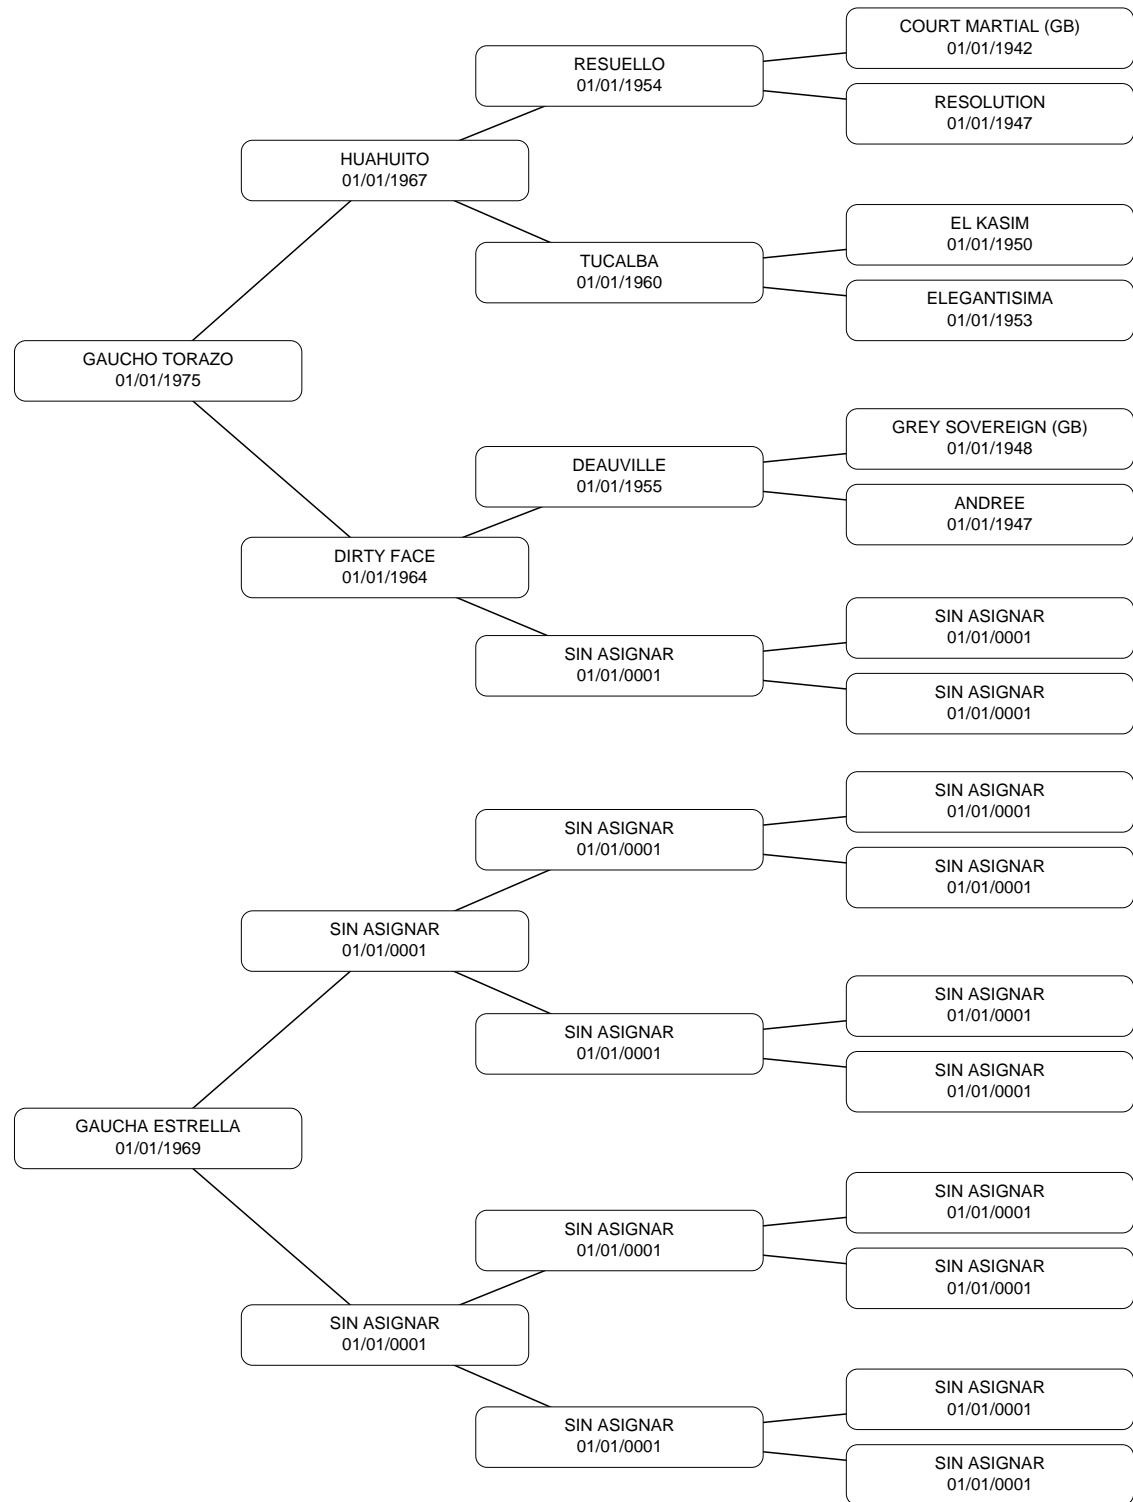 COURT MARTIAL (GB)
01/01/1942
RESUELLO
01/01/1954
RESOLUTION
01/01/1947
HUAHUITO
01/01/1967
EL KASIM
01/01/1950
TUCALBA
01/01/1960
ELEGANTISIMA
01/01/1953
GAUCHO TORAZO
01/01/1975
GREY SOVEREIGN (GB)
01/01/1948
DEAUVILLE
01/01/1955
ANDREE
01/01/1947
DIRTY FACE
01/01/1964
SIN ASIGNAR
01/01/0001
SIN ASIGNAR
01/01/0001
SIN ASIGNAR
01/01/0001
SIN ASIGNAR
01/01/0001
SIN ASIGNAR
01/01/0001
SIN ASIGNAR
01/01/0001
SIN ASIGNAR
01/01/0001
SIN ASIGNAR
01/01/0001
SIN ASIGNAR
01/01/0001
SIN ASIGNAR
01/01/0001
GAUCHA ESTRELLA
01/01/1969
SIN ASIGNAR
01/01/0001
SIN ASIGNAR
01/01/0001
SIN ASIGNAR
01/01/0001
SIN ASIGNAR
01/01/0001
SIN ASIGNAR
01/01/0001
SIN ASIGNAR
01/01/0001
SIN ASIGNAR
01/01/0001